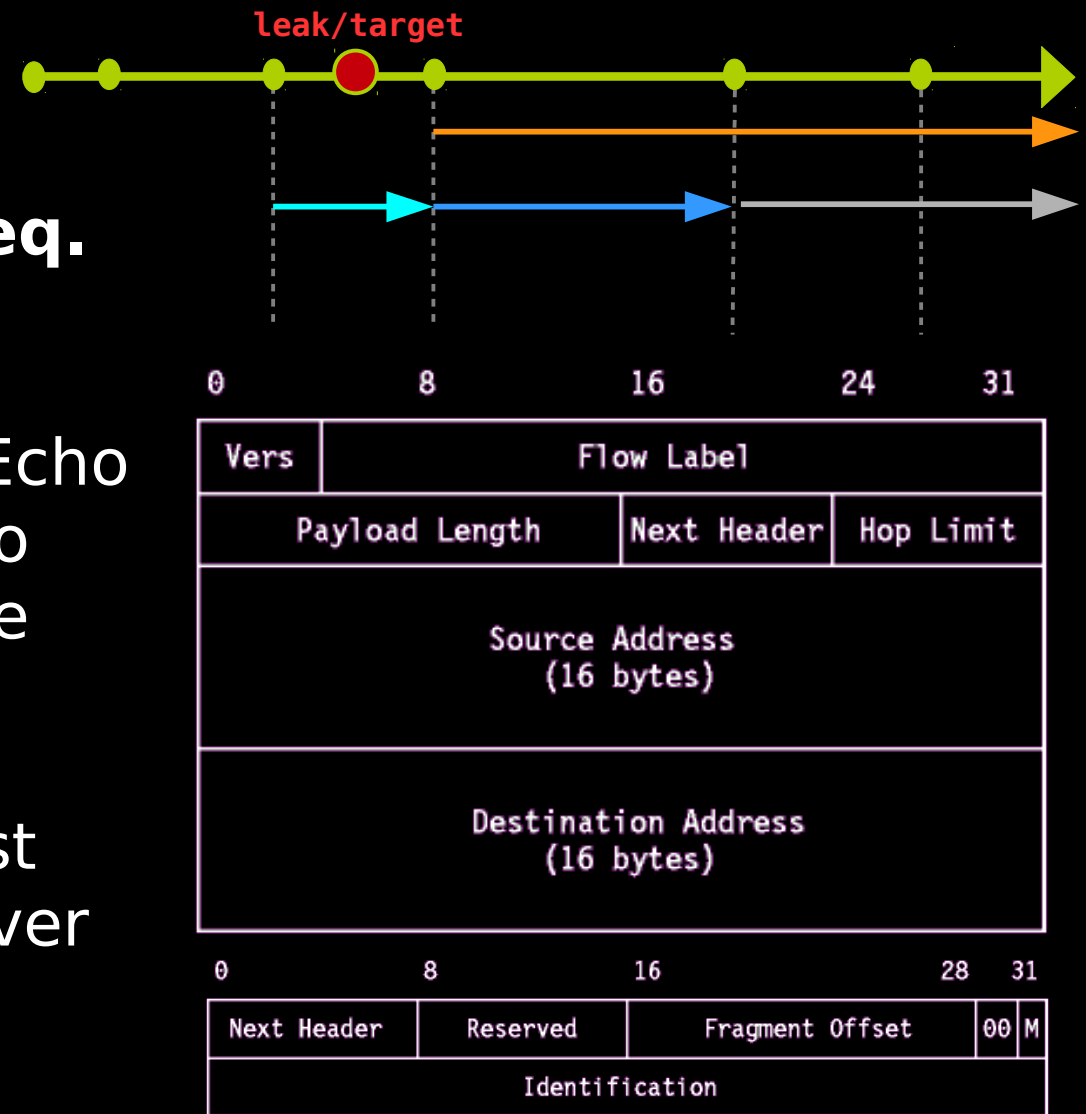 leak/target
eq.
Echo
o
e
st
ver
0 8 16 24 31
Vers Flow Label
Payload Length Next Header Hop Limit
Source Address
(16 bytes)
Destination Address
(16 bytes)
0 8 16 28 31
Next Header Reserved Fragment Offset 00 M
Identification